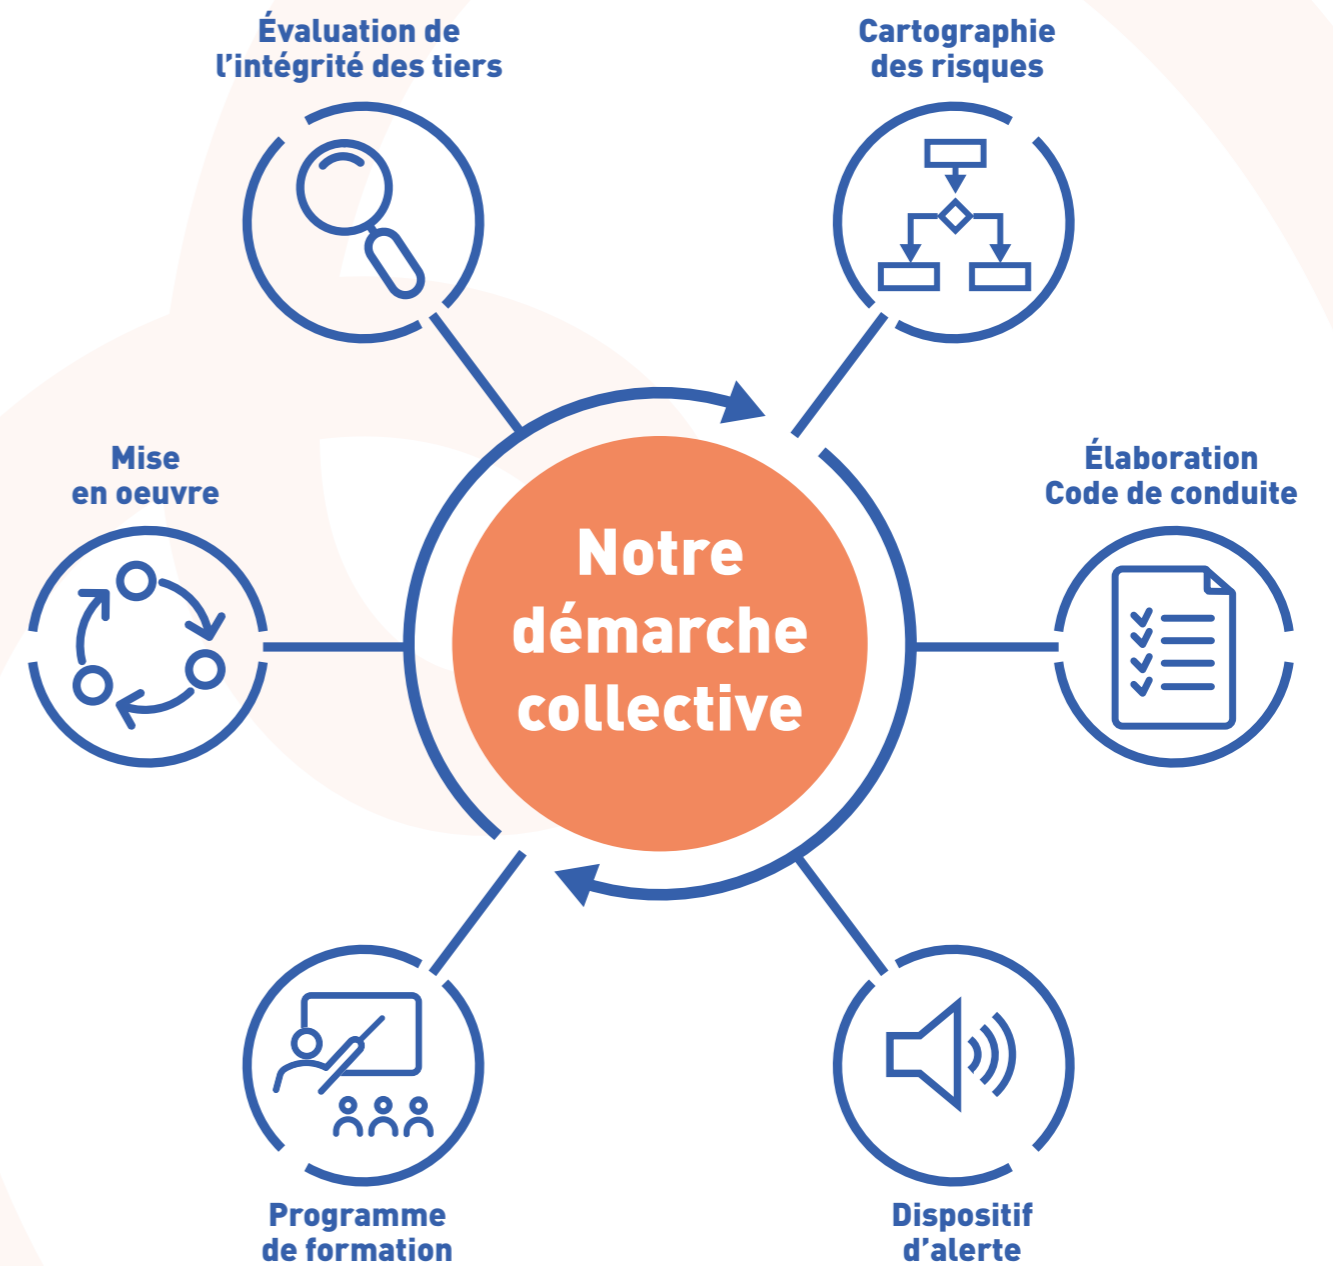 Évaluation de
l'intégrité des tiers
Cartographie
des risques
Mise
en oeuvre
Élaboration
Code de conduite
Notre
démarche
collective
Programme
de formation
Dispositif
d'alerte